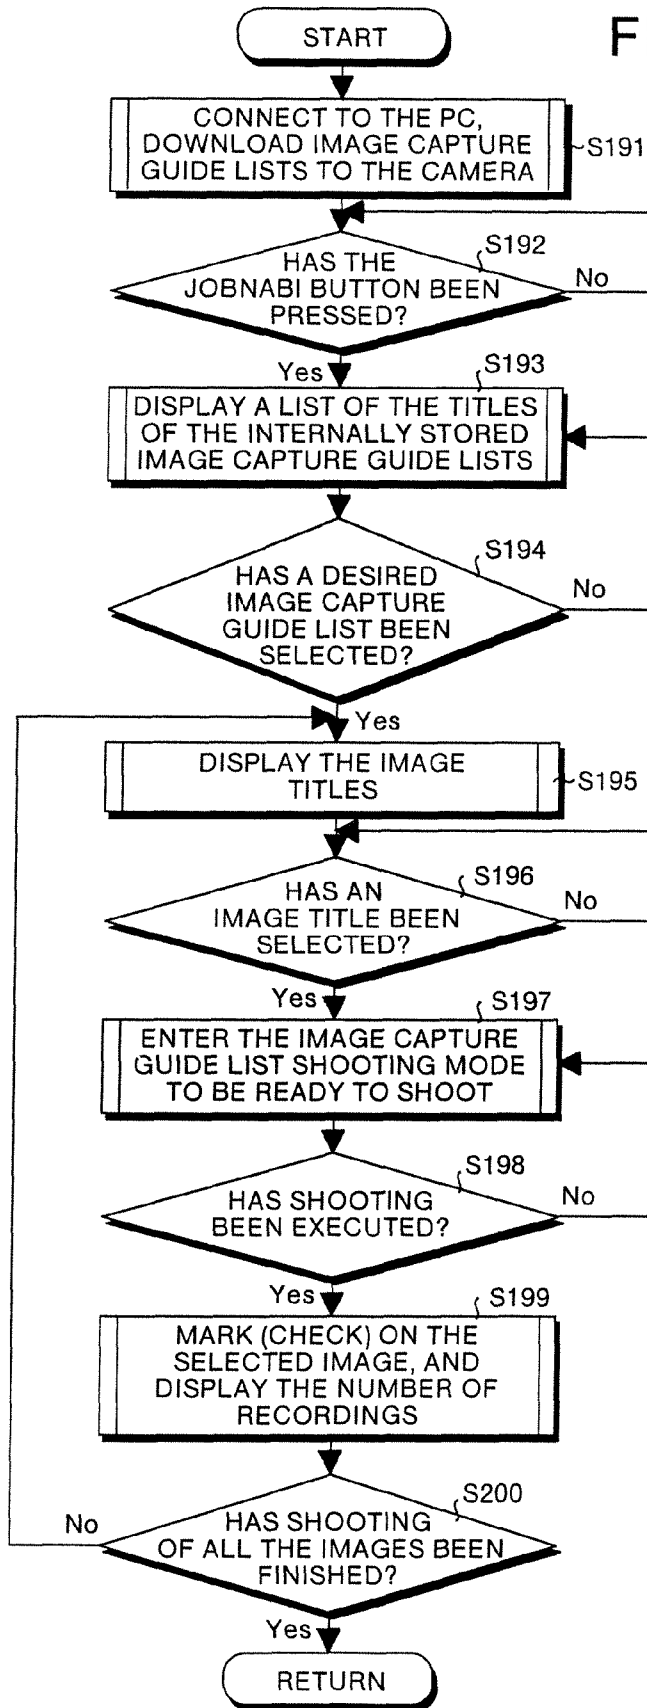 F
START
CONNECT TO THE PC,
DOWNLOAD IMAGE CAPTURE
GUIDE LISTS TO THE CAMERA
S191
S192
HAS THE
JOBNABI BUTTON BEEN
PRESSED?
No
Yes
S193
DISPLAY A LIST OF THE TITLES
OF THE INTERNALLY STORED
IMAGE CAPTURE GUIDE LISTS
S194
HAS A DESIRED
IMAGE CAPTURE
GUIDE LIST BEEN
SELECTED?
No
Yes
DISPLAY THE IMAGE
TITLES
S195
S196
HAS AN
IMAGE TITLE BEEN
SELECTED?
No
Yes
S197
ENTER THE IMAGE CAPTURE
GUIDE LIST SHOOTING MODE
TO BE READY TO SHOOT
S198
HAS SHOOTING
BEEN EXECUTED?
No
Yes
S199
MARK (CHECK) ON THE
SELECTED IMAGE, AND
DISPLAY THE NUMBER OF
RECORDINGS
S200
HAS SHOOTING
OF ALL THE IMAGES BEEN
FINISHED?
No
Yes
RETURN